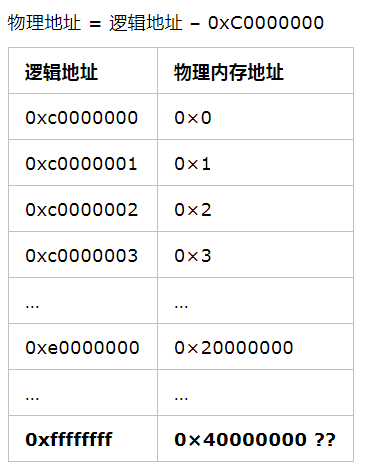 物理地址 = 逻辑地址 – 0xC0000000
逻辑地址 物理内存地址
0xc0000000 0×0
0xc0000001 0×1
0xc0000002 0×2
0xc0000003 0×3
… …
0xe0000000 0×20000000
… …
0xffffffff 0×40000000 ??